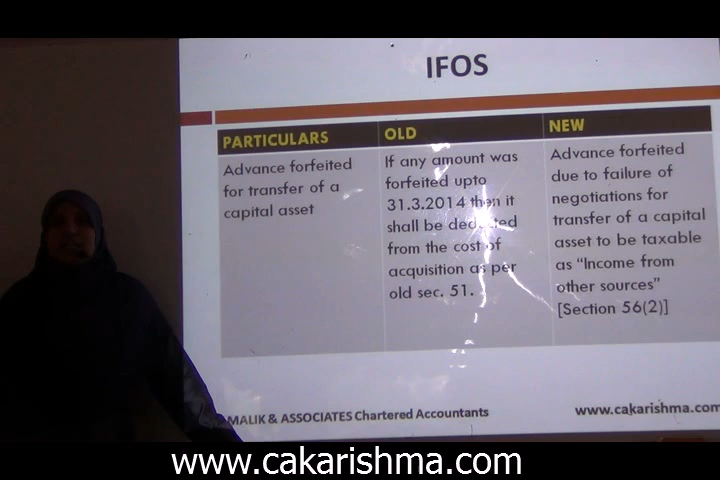 IFOS
PARTICULARS
OLD
NEW
Advance forfeited
for transfer of a
capital asset
If any amount was
forfeited upto
31.3.2014 then it
shall be deducted
from the cost of
acquisition as per
old sec. 51.
Advance forfeited
due to failure of
negotiations for
transfer of a capital
asset to be taxable
as “Income from
other sources”
[Section 56(2)]
MALIK & ASSOCIATES Chartered Accountants
www.cakarishma.com
www.cakarishma.com